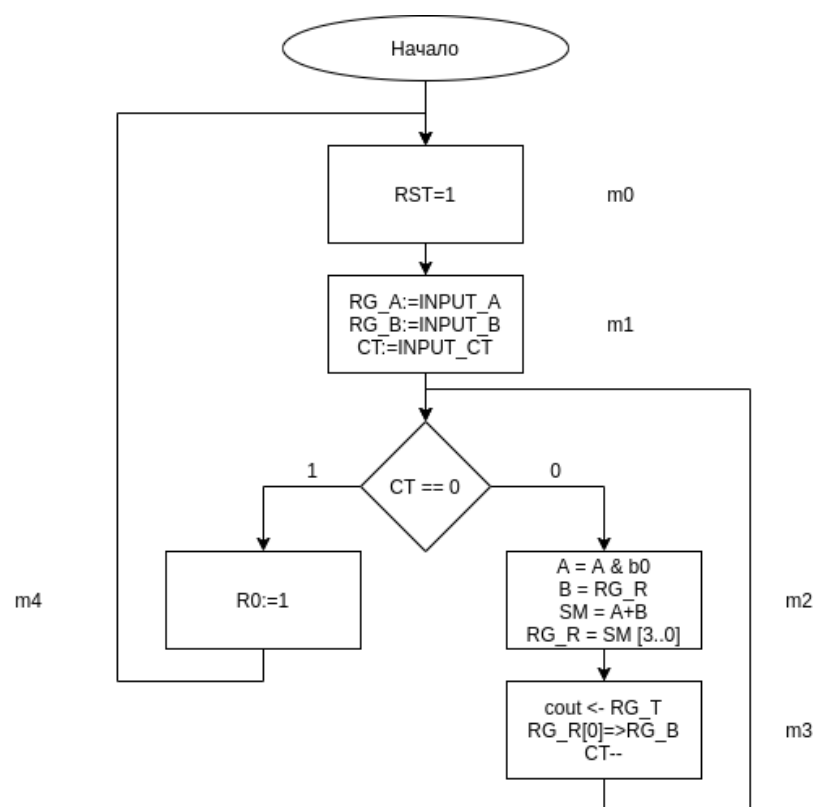 Начало
RST=1
m0
RG_A:=INPUT_A
RG_B:=INPUT_B
CT:=INPUT_CT
m1
CT == 0
1
0
m4
R0:=1
A = A & b0
B = RG_R
SM = A+B
RG_R = SM [3..0]
m2
cout <- RG_T
RG_R[0]=>RG_B
CT--
m3